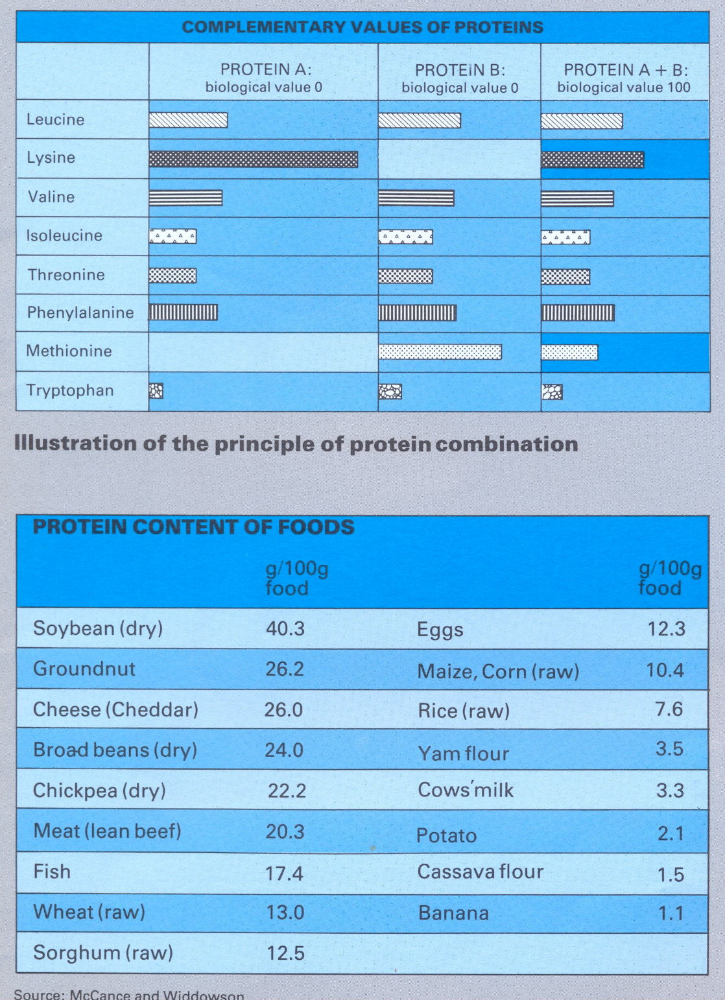 COMPLEMENTARY VALUES OF PROTEINS
PROTEIN A: PROTEIN B: PROTEIN A + B:
biological value 0 biological value 0 biological value 100
Leucine
Lysine
Valine
Isoleucine
Threonine
Phenylalanine
Methionine
Tryptophan
Illustration of the principle of protein combination
PROTEIN CONTENT OF FOODS
g/100g g/100g
food food
Soybean (dry) 40.3 Eggs 12.3
Groundnut 26.2 Maize, Corn (raw) 10.4
Cheese (Cheddar) 26.0 Rice (raw) 7.6
Broad beans (dry) 24.0 Yam flour 3.5
Chickpea (dry) 22.2 Cows' milk 3.3
Meat (lean beef) 20.3 Potato 2.1
Fish 17.4 Cassava flour 1.5
Wheat (raw) 13.0 Banana 1.1
Sorghum (raw) 12.5
Source: McCance and Widdowson